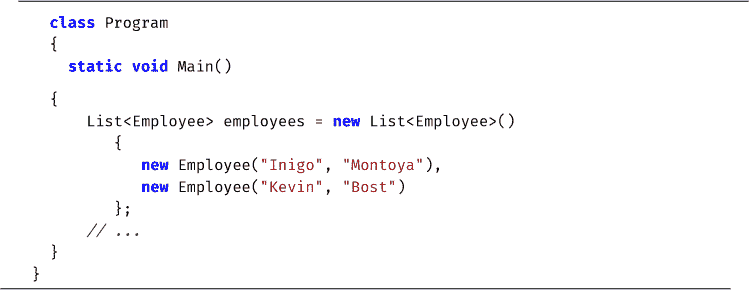 class Program
{
static void Main()
{
List<Employee> employees = new List<Employee>()
{
new Employee("Inigo", "Montoya"),
new Employee("Kevin", "Bost")
};
// ...
}
}